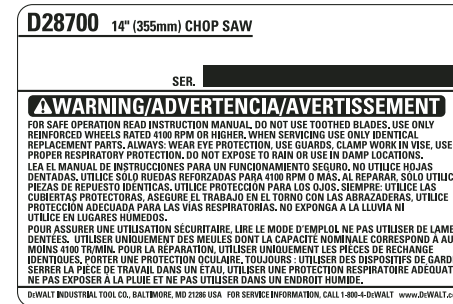 D28700 14" (355mm) CHOP SAW
SER.
WARNING/ADVERTENCIA/AVERTISSEMENT
FOR SAFE OPERATION READ INSTRUCTION MANUAL. DO NOT USE TOOTHED BLADES. USE ONLY
REINFORCED WHEELS RATED 4100 RPM OR HIGHER. WHEN SERVICING USE ONLY IDENTICAL
REPLACEMENT PARTS. ALWAYS: WEAR EYE PROTECTION, USE GUARDS, CLAMP WORK IN VISE, USE
PROPER RESPIRATORY PROTECTION. DO NOT EXPOSE TO RAIN OR USE IN DAMP LOCATIONS.
LEA EL MANUAL DE INSTRUCCIONES PARA UN FUNCIONAMIENTO SEGURO. NO UTILICE HOJAS
DENTADAS. UTILICE SÓLO RUEDAS REFORZADAS PARA 4100 RPM O MAS. AL REPARAR, SÓLO UTILIC
PIEZAS DE REPUESTO IDÉNTICAS. UTILICE PROTECCIÓN PARA LOS OJOS. SIEMPRE: UTILICE LAS
CUBIERTAS PROTECTORAS, ASEGURE EL TRABAJO EN EL TORNO CON LAS ABRAZADERAS, UTILICE
PROTECCIÓN ADECUADA PARA LAS VÍAS RESPIRATORIAS. NO EXPONGA A LA LLUVIA NI
UTILICE EN LUGARES HÚMEDOS.
POUR ASSURER UNE UTILISATION SÉCURITAIRE, LIRE LE MODE D'EMPLOI. NE PAS UTILISER DE LAME
DENTÉES. UTILISER UNIQUEMENT DES MEULES DONT LA CAPACITÉ NOMINALE CORRESPOND À AU
MOINS 4100 TR/MIN. POUR LA RÉPARATION, UTILISER UNIQUEMENT LES PIÈCES DE RECHANGE
IDENTIQUES. PORTER UNE PROTECTION OCULAIRE. TOUJOURS : UTILISER DES DISPOSITIFS DE GARD
SERRER LA PIÈCE DE TRAVAIL DANS UN ÉTAU, UTILISER UNE PROTECTION RESPIRATOIRE ADÉQUAT
NE PAS EXPOSER À LA PLUIE ET NE PAS UTILISER DANS UN ENDROIT HUMIDE.
DEWALT INDUSTRIAL TOOL CO., BALTIMORE, MD 21286 USA FOR SERVICE INFORMATION, CALL 1-800-4-DEWALT www.DEWALT.c